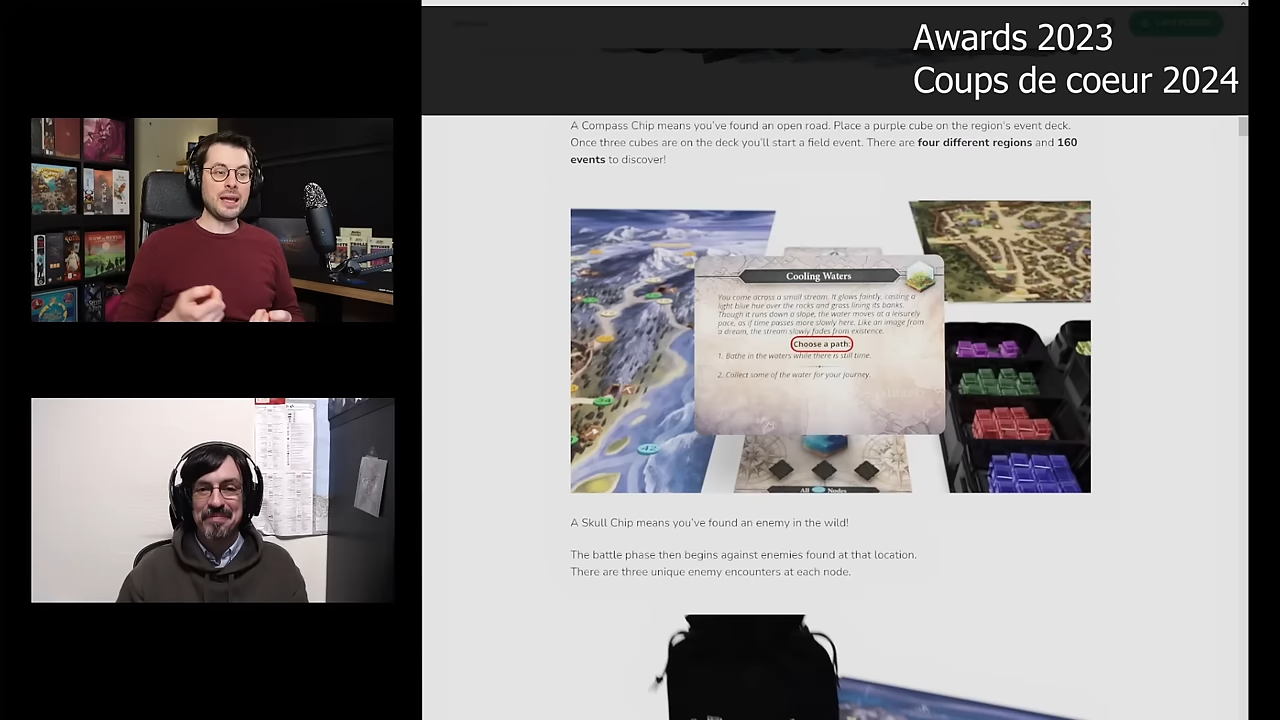 Awards 2023
Coups de coeur 2024
A Compass Chip means you've found an open road. Place a purple cube on the region's event deck.
Once three cubes are on the deck you'll start a field event. There are four different regions and 160
events to discover!
Cooling Waters
You come across a small stream. It glows faintly, casting a
light blue hue over the rocks and grass lining its banks.
Though it runs down a slope, the water moves at a leisurely
pace, as if time passes more slowly here. Like an image from
a dream, the stream slowly fades from existence.
Choose a path:
1. Bathe in the waters while there is still time.
2. Collect some of the water for your journey.
42
All Nodes
A Skull Chip means you've found an enemy in the wild!
The battle phase then begins against enemies found at that location.
There are three unique enemy encounters at each node.